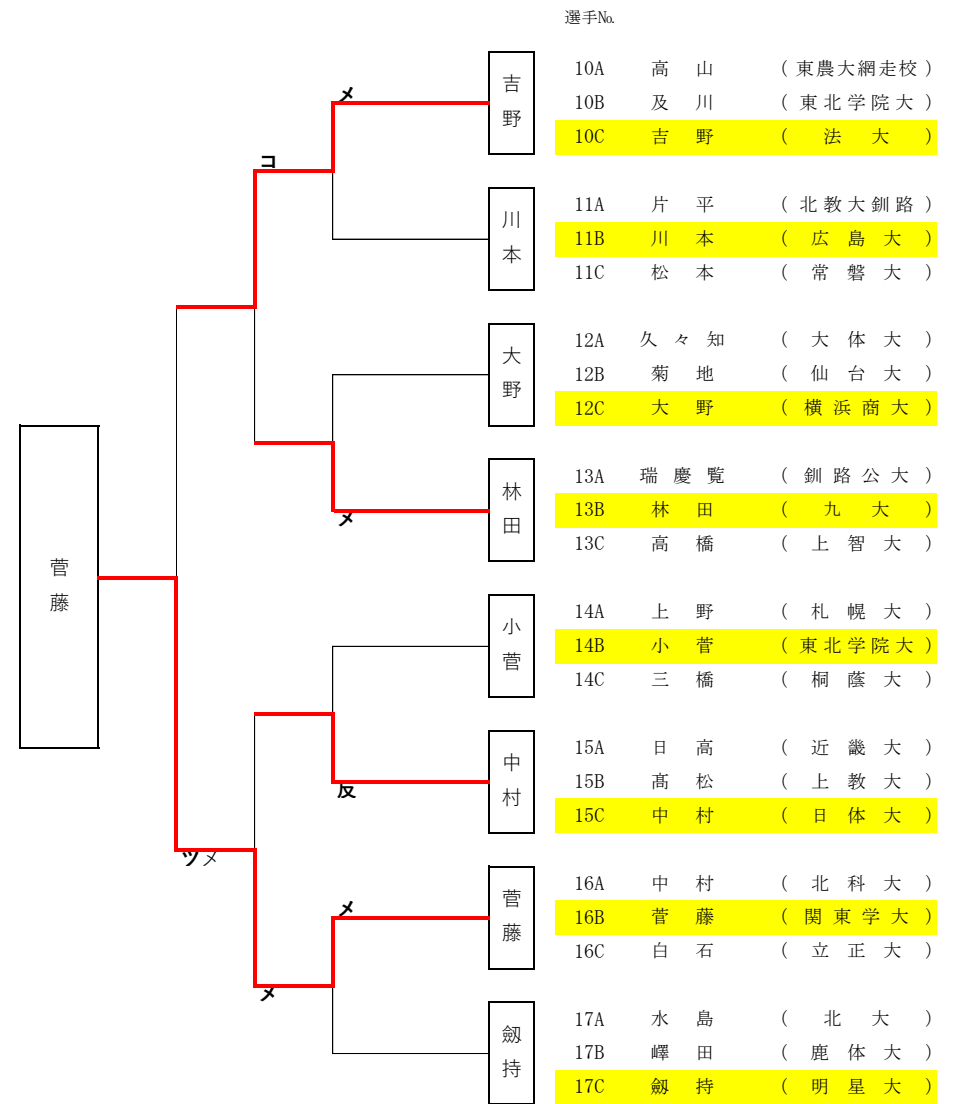 選手№
吉野
10A 高山 (東農大網走校)
10B 及川 (東北学院大)
10C 吉野 (法大)
メ
コ
川本
11A 片平 (北教大釧路)
11B 川本 (広島大)
11C 松本 (常磐大)
大野
12A 久々知 (大体大)
12B 菊地 (仙台大)
12C 大野 (横浜商大)
林田
13A 瑞慶覧 (釧路公大)
13B 林田 (九大)
13C 高橋 (上智大)
メ
菅藤
小菅
14A 上野 (札幌大)
14B 小菅 (東北学院大)
14C 三橋 (桐蔭大)
中村
15A 日高 (近畿大)
15B 髙松 (上教大)
15C 中村 (日体大)
反
ツメ
菅藤
16A 中村 (北科大)
16B 菅藤 (関東学大)
16C 白石 (立正大)
メ
メ
劔持
17A 水島 (北大)
17B 嶧田 (鹿体大)
17C 劔持 (明星大)